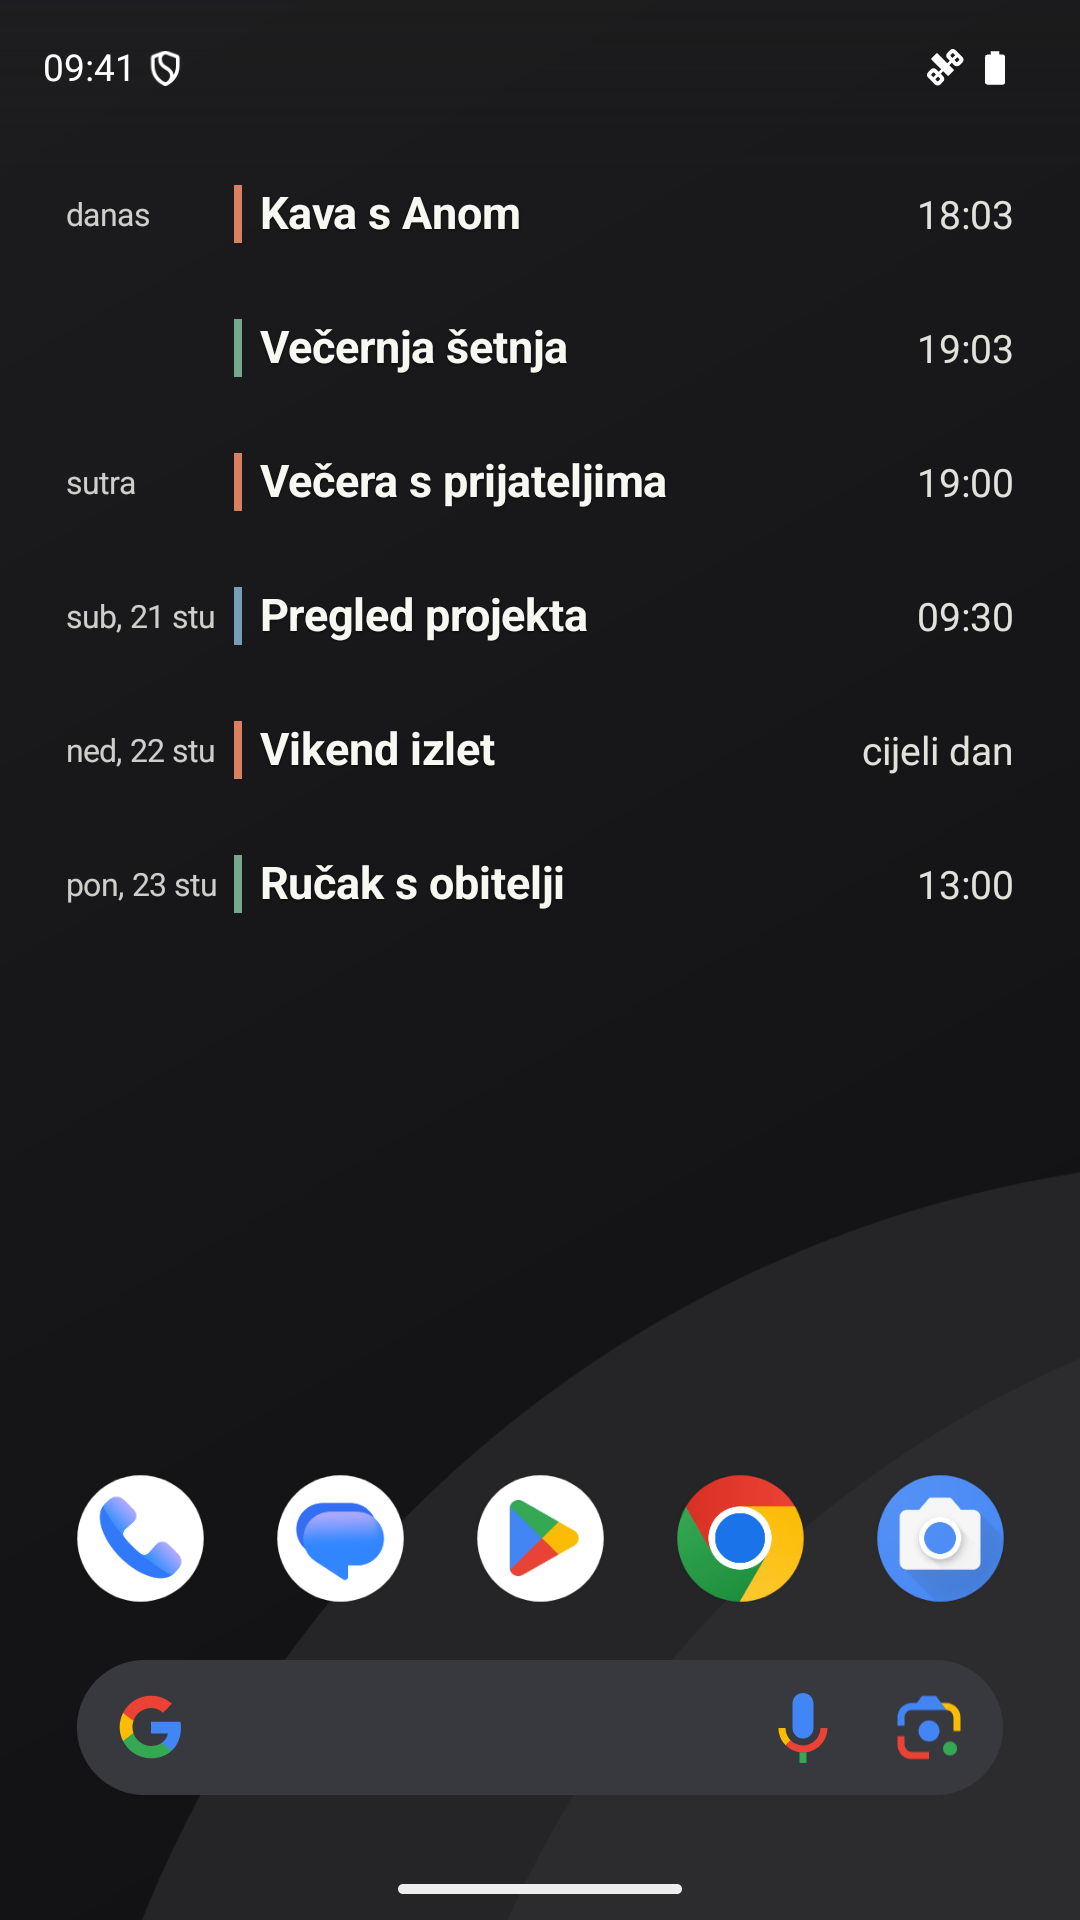 09:41
danas Kava s Anom 18:03
Večernja šetnja 19:03
sutra Večera s prijateljima 19:00
sub, 21 stu Pregled projekta 09:30
ned, 22 stu Vikend izlet cijeli dan
pon, 23 stu Ručak s obitelji 13:00